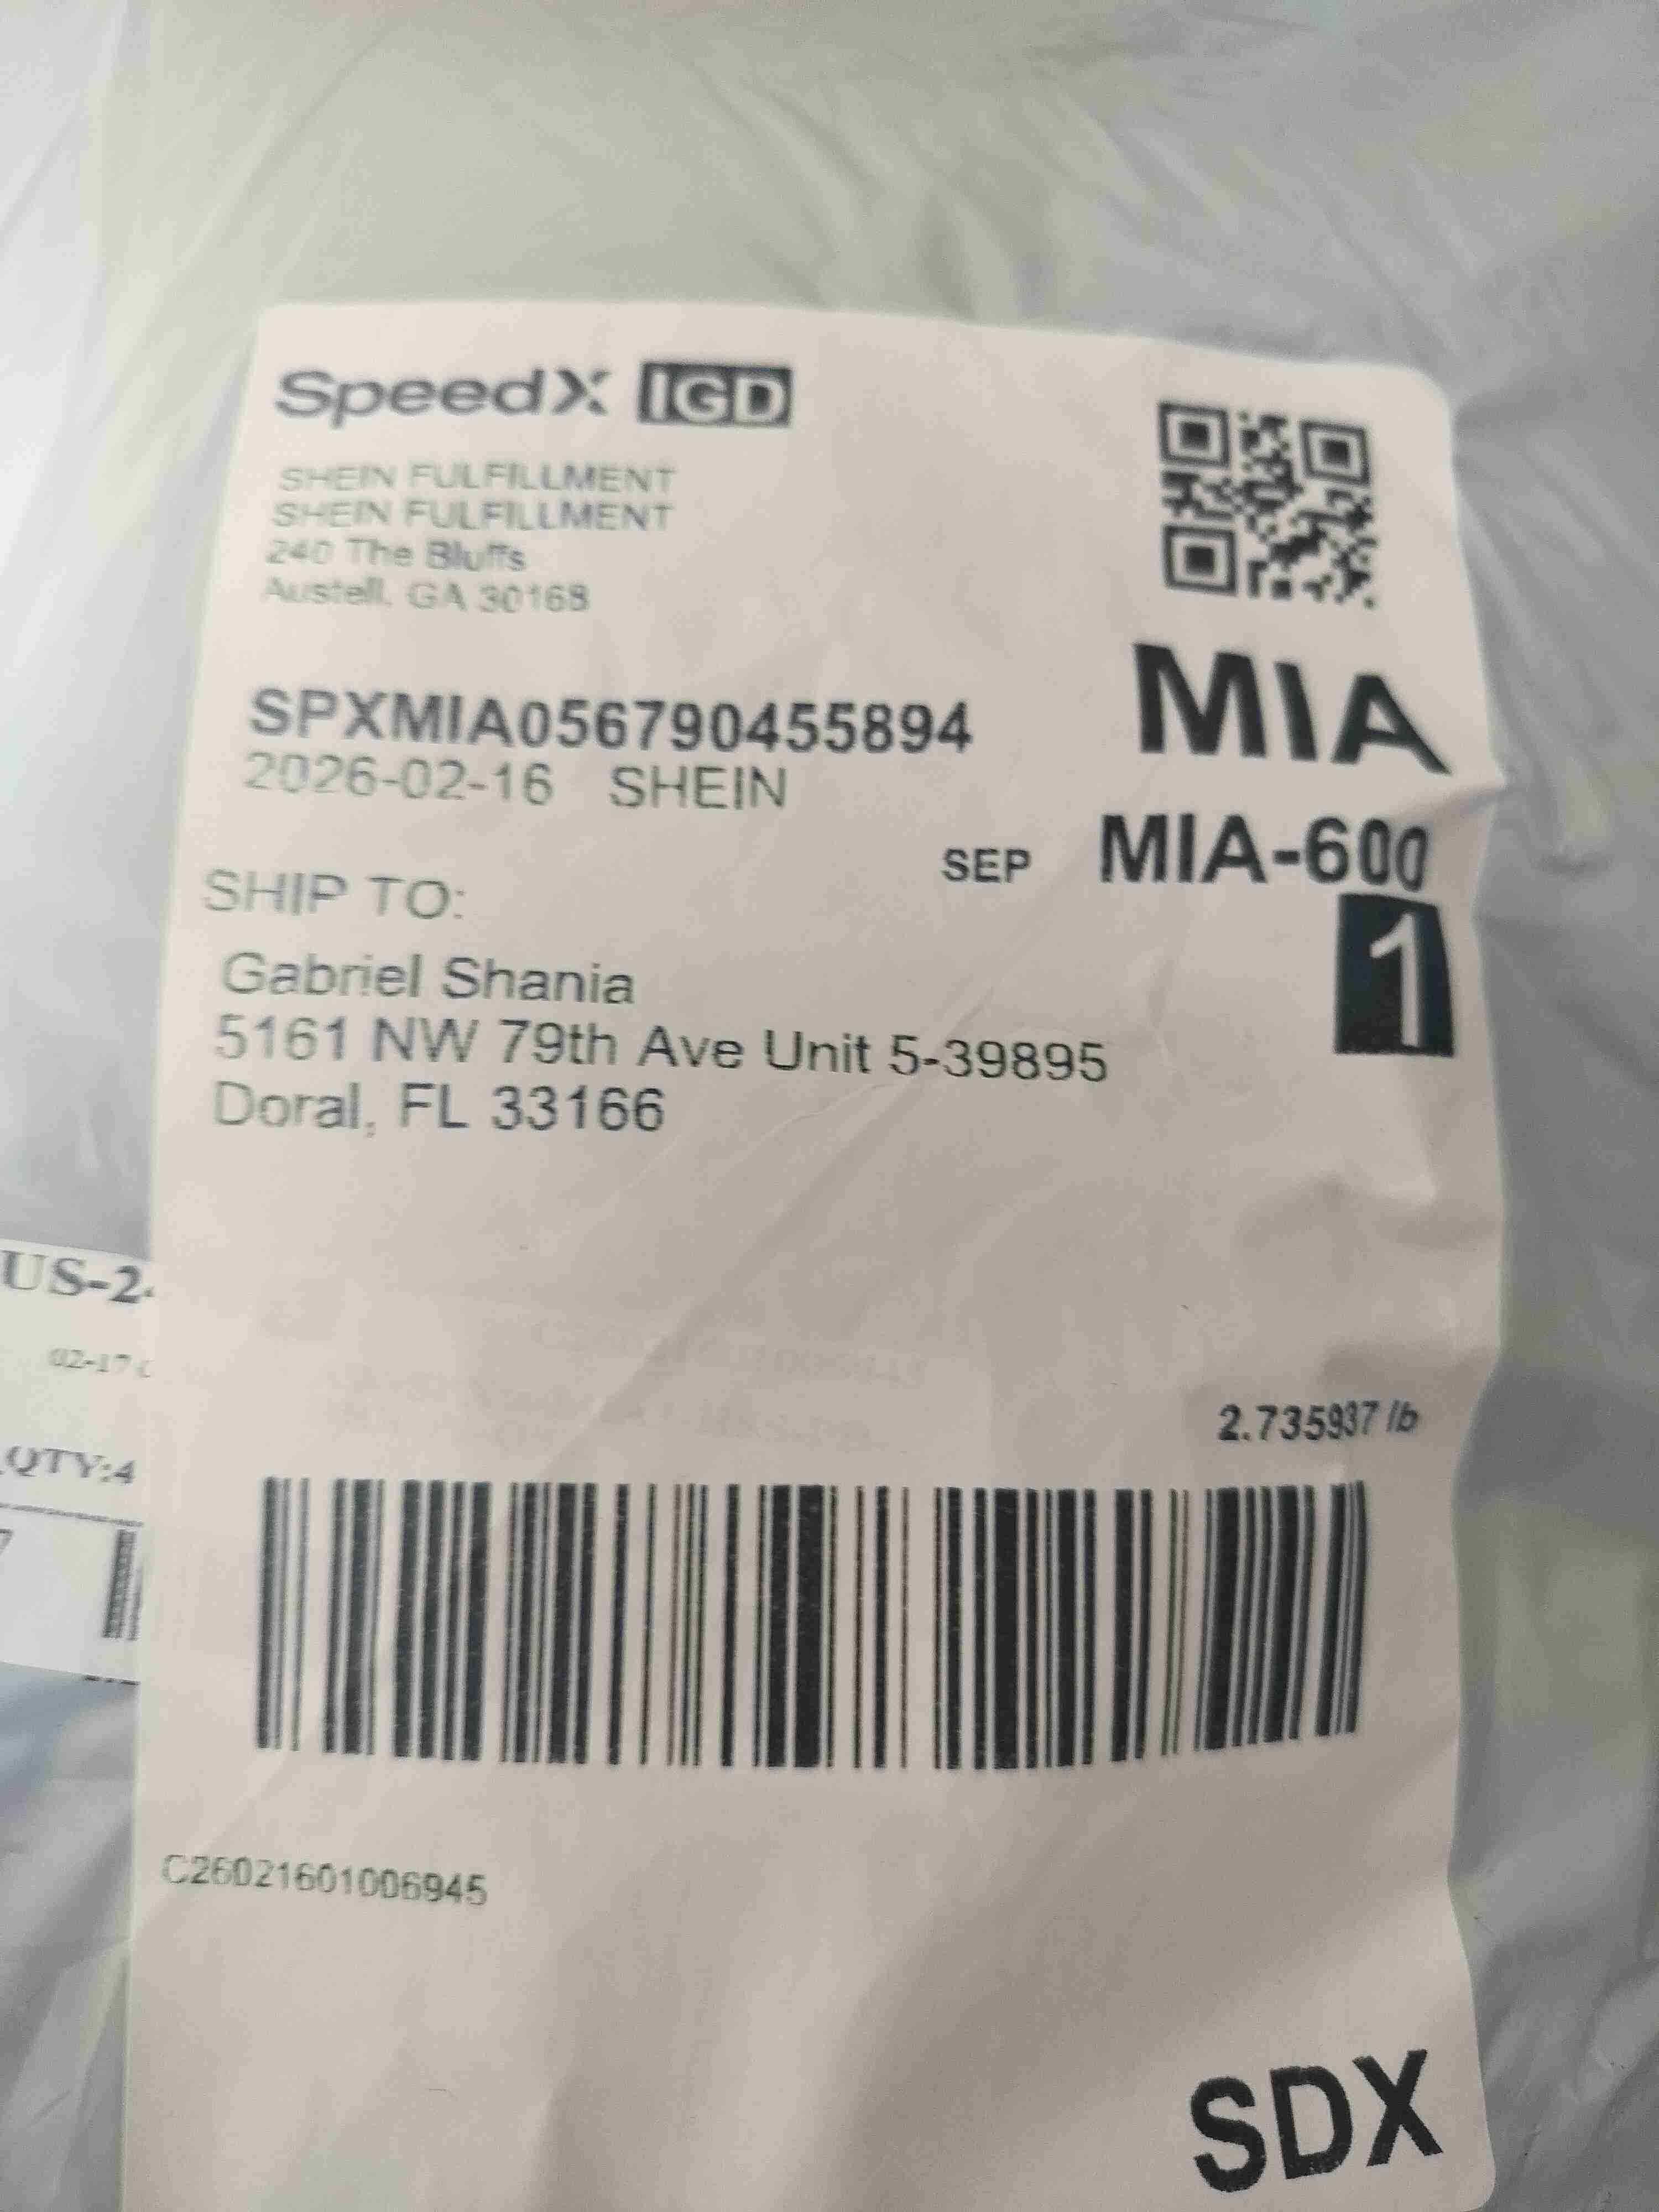 SpeedX IGD
SHEIN FULFILLMENT
SHEIN FULFILLMENT
240 The Bluffs
Austell, GA 30168
SPXMIA056790455894
2026-02-16 SHEIN
MIA
SEP MIA-600
1
SHIP TO:
Gabriel Shania
5161 NW 79th Ave Unit 5-39895
Doral, FL 33166
US-2
02-17
QTY:4
2.735937 lb
C26021601006945
SDX